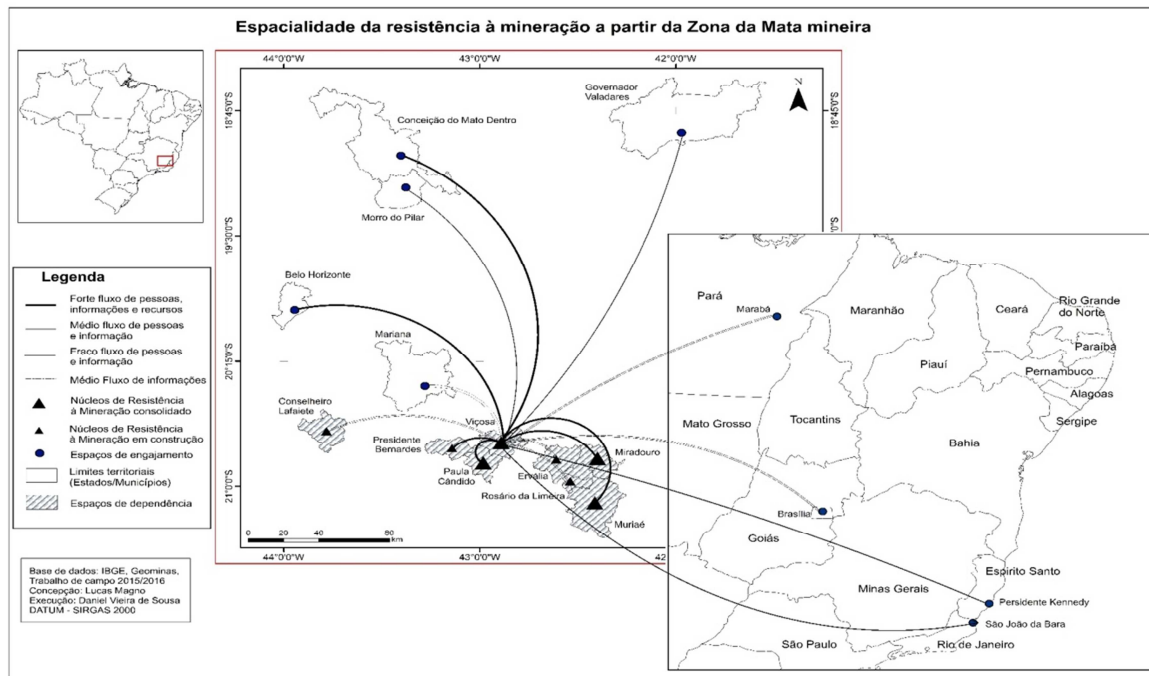 Espacialidade da resistência à mineração a partir da Zona da Mata mineira
44°0'0"W
43°0'0"W
42°0'0"W
N
18°45'S
18°45'S
Governador
Valadares
Conceição do Mato Dentro
Morro do Pilar
19°30'0"S
Belo Horizonte
Mariana
20°15'S
Conselheiro
Lafaiete
Viçosa
Presidente
Bernardes
Paula
Cândido
Miradouro
Ervália
Rosário da Limeira
Muriaé
21°0'S
0 20 40 80
km
44°0'0"W
43°0'0"W
Legenda
Forte fluxo de pessoas,
informações e recursos
Médio fluxo de pessoas
e informação
Fraco fluxo de pessoas
e informação
Médio Fluxo de informações
Núcleos de Resistência
à Mineração consolidado
Núcleos de Resistência
à Mineração em construção
Espaços de engajamento
Limites territoriais
(Estados/Municípios)
Espaços de dependência
Base de dados: IBGE, Geominas,
Trabalho de campo 2015/2016
Concepção: Lucas Magno
Execução: Daniel Vieira de Sousa
DATUM - SIRGAS 2000
Pará
Marabá
Maranhão
Ceará
Rio Grande
do Norte
Paraíba
Piauí
Pernambuco
Alagoas
Sergipe
Mato Grosso
Tocantins
Bahia
Brasília
Goiás
Minas Gerais
Espirito Santo
Persidente Kennedy
São João da Bara
São Paulo
Rio de Janeiro